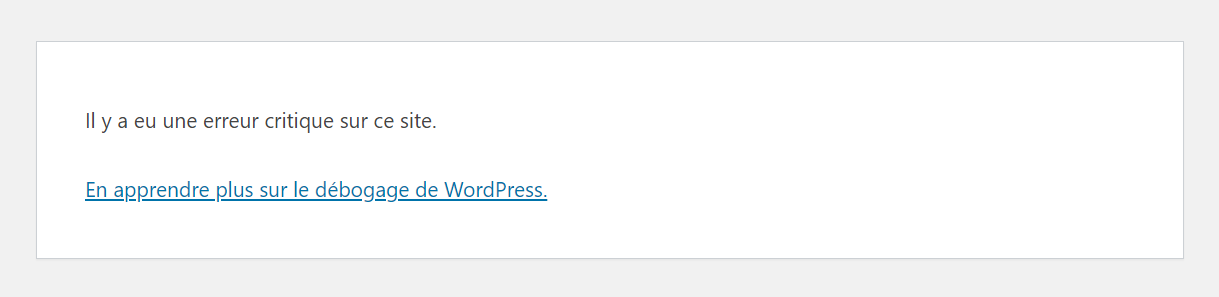 Il y a eu une erreur critique sur ce site.
En apprendre plus sur le débogage de WordPress.